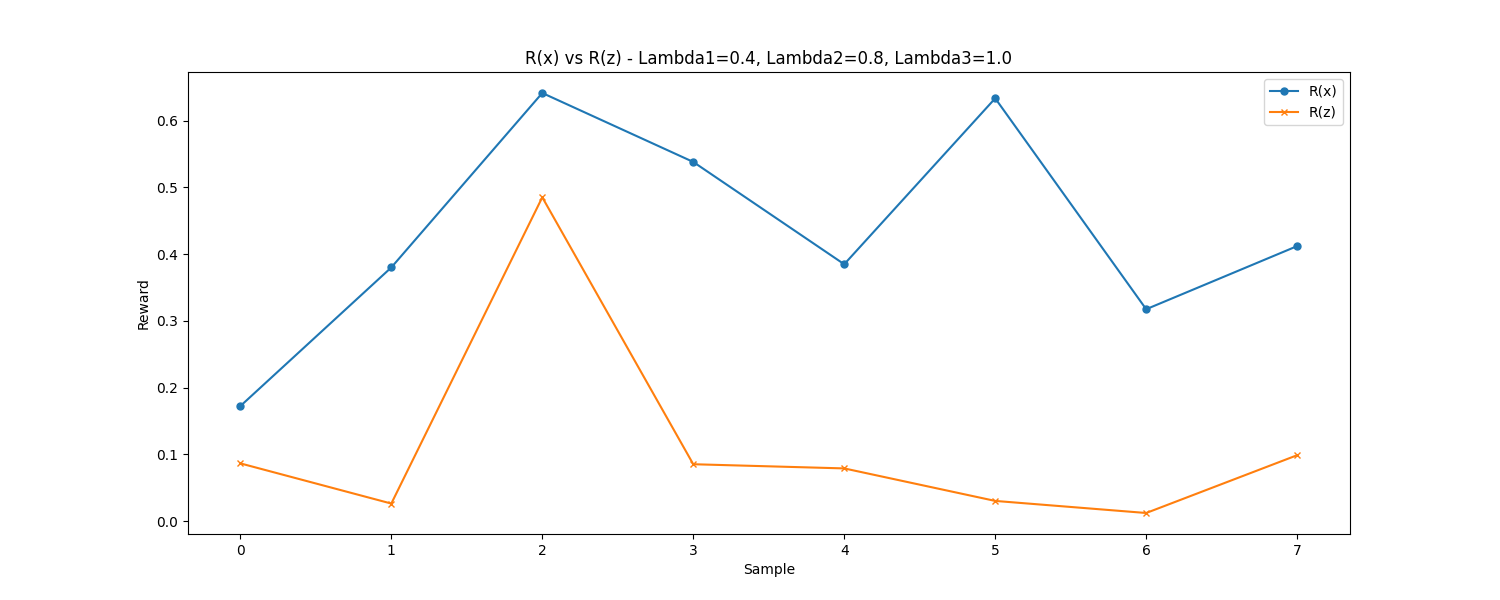 R(x) vs R(z) - Lambda1=0.4, Lambda2=0.8, Lambda3=1.0
R(x)
R(z)
0.6
0.5
0.4
0.3
0.2
0.1
0.0
Reward
0 1 2 3 4 5 6 7
Sample